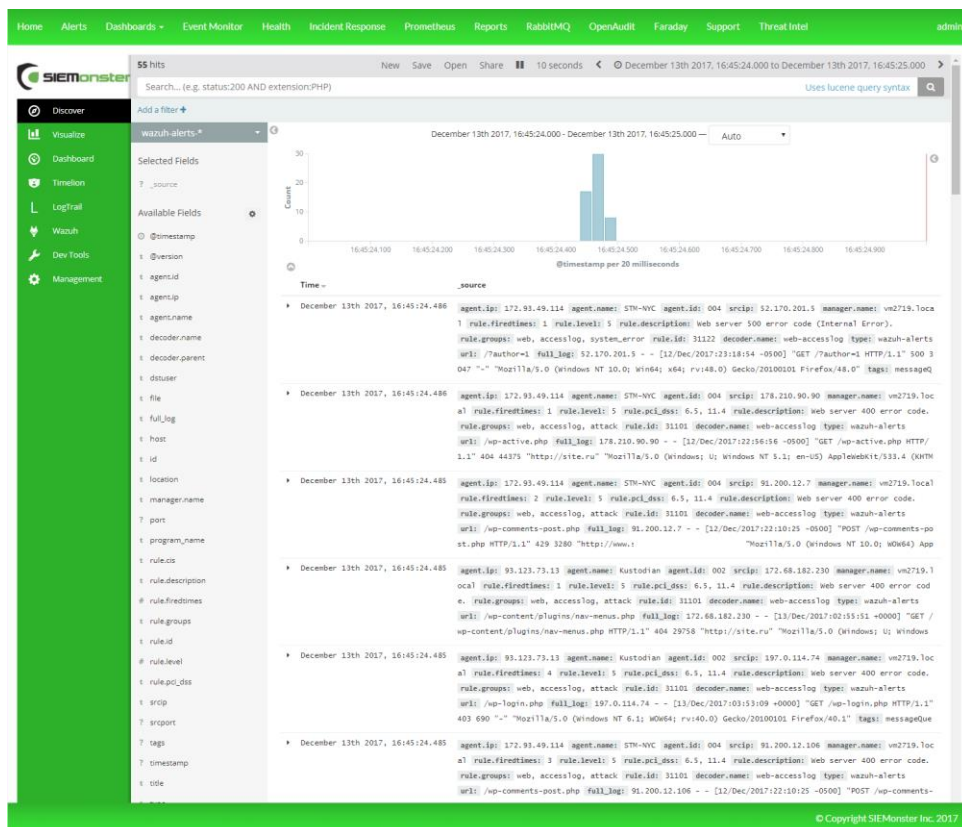 Home Alerts Dashboards Event Monitor Health Incident Response Prometheus Reports RabbitMQ OpenAudit Faraday Support Threat Intel admin
SIEMonster
Discover
Visualize
Dashboard
Timelion
LogTrail
Wazuh
Dev Tools
Management
55 hits
New Save Open Share 10 seconds December 13th 2017, 16:45:24.000 to December 13th 2017, 16:45:25.000
Search... (e.g. status:200 AND extension:PHP) Uses lucene query syntax
Add a filter +
wazuh-alerts-*
Selected Fields
? _source
Available Fields
@timestamp
t @version
t agent.id
t agent.ip
t agent.name
t decoder.name
t decoder.parent
t dstuser
t file
t full_log
t host
t id
t location
t manager.name
? port
t program_name
t rule.cis
t rule.description
# rule.firedtimes
t rule.groups
t rule.id
# rule.level
t rule.pci_dss
t srcip
? srcport
? tags
? timestamp
t title
December 13th 2017, 16:45:24.000 - December 13th 2017, 16:45:25.000 — Auto
Count
30
20
10
0
16:45:24.100 16:45:24.200 16:45:24.300 16:45:24.400 16:45:24.500 16:45:24.600 16:45:24.700 16:45:24.800 16:45:24.900
@timestamp per 20 milliseconds
Time _source
December 13th 2017, 16:45:24.486 agent.ip: 172.93.49.114 agent.name: STM-NYC agent.id: 004 srcip: 52.170.201.5 manager.name: vm2719.loca
l rule.firedtimes: 1 rule.level: 5 rule.description: Web server 500 error code (Internal Error).
rule.groups: web, accesslog, system_error rule.id: 31122 decoder.name: web-accesslog type: wazuh-alerts
url: /?author=1 full_log: 52.170.201.5 - - [12/Dec/2017:23:18:54 -0500] "GET /?author=1 HTTP/1.1" 500 3
047 "-" "Mozilla/5.0 (Windows NT 10.0; Win64; x64; rv:48.0) Gecko/20100101 Firefox/48.0" tags: messageQ
December 13th 2017, 16:45:24.486 agent.ip: 172.93.49.114 agent.name: STM-NYC agent.id: 004 srcip: 178.210.90.90 manager.name: vm2719.loc
al rule.firedtimes: 1 rule.level: 5 rule.pci_dss: 6.5, 11.4 rule.description: Web server 400 error code.
rule.groups: web, accesslog, attack rule.id: 31101 decoder.name: web-accesslog type: wazuh-alerts
url: /wp-active.php full_log: 178.210.90.90 - - [12/Dec/2017:22:56:56 -0500] "GET /wp-active.php HTTP/
1.1" 404 44375 "http://site.ru" "Mozilla/5.0 (Windows; U; Windows NT 5.1; en-US) AppleWebKit/533.4 (KHTM
December 13th 2017, 16:45:24.485 agent.ip: 172.93.49.114 agent.name: STM-NYC agent.id: 004 srcip: 91.200.12.7 manager.name: vm2719.local
rule.firedtimes: 2 rule.level: 5 rule.pci_dss: 6.5, 11.4 rule.description: Web server 400 error code.
rule.groups: web, accesslog, attack rule.id: 31101 decoder.name: web-accesslog type: wazuh-alerts
url: /wp-comments-post.php full_log: 91.200.12.7 - - [12/Dec/2017:22:10:25 -0500] "POST /wp-comments-po
st.php HTTP/1.1" 429 3280 "http://www. "Mozilla/5.0 (Windows NT 10.0; WOW64) App
December 13th 2017, 16:45:24.485 agent.ip: 93.123.73.13 agent.name: Kustodian agent.id: 002 srcip: 172.68.182.230 manager.name: vm2719.l
ocal rule.firedtimes: 1 rule.level: 5 rule.pci_dss: 6.5, 11.4 rule.description: Web server 400 error cod
e. rule.groups: web, accesslog, attack rule.id: 31101 decoder.name: web-accesslog type: wazuh-alerts
url: /wp-content/plugins/nav-menus.php full_log: 172.68.182.230 - - [13/Dec/2017:02:55:51 +0000] "GET /
wp-content/plugins/nav-menus.php HTTP/1.1" 404 29758 "http://site.ru" "Mozilla/5.0 (Windows; U; Windows
December 13th 2017, 16:45:24.485 agent.ip: 93.123.73.13 agent.name: Kustodian agent.id: 002 srcip: 197.0.114.74 manager.name: vm2719.loc
al rule.firedtimes: 4 rule.level: 5 rule.pci_dss: 6.5, 11.4 rule.description: Web server 400 error code.
rule.groups: web, accesslog, attack rule.id: 31101 decoder.name: web-accesslog type: wazuh-alerts
url: /wp-login.php full_log: 197.0.114.74 - - [13/Dec/2017:03:53:09 +0000] "GET /wp-login.php HTTP/1.1"
403 690 "-" "Mozilla/5.0 (Windows NT 6.1; WOW64; rv:40.0) Gecko/20100101 Firefox/40.1" tags: messageQue
December 13th 2017, 16:45:24.485 agent.ip: 172.93.49.114 agent.name: STM-NYC agent.id: 004 srcip: 91.200.12.106 manager.name: vm2719.loc
al rule.firedtimes: 3 rule.level: 5 rule.pci_dss: 6.5, 11.4 rule.description: Web server 400 error code.
rule.groups: web, accesslog, attack rule.id: 31101 decoder.name: web-accesslog type: wazuh-alerts
url: /wp-comments-post.php full_log: 91.200.12.106 - - [12/Dec/2017:22:10:25 -0500] "POST /wp-comments-
© Copyright SIEMonster Inc. 2017